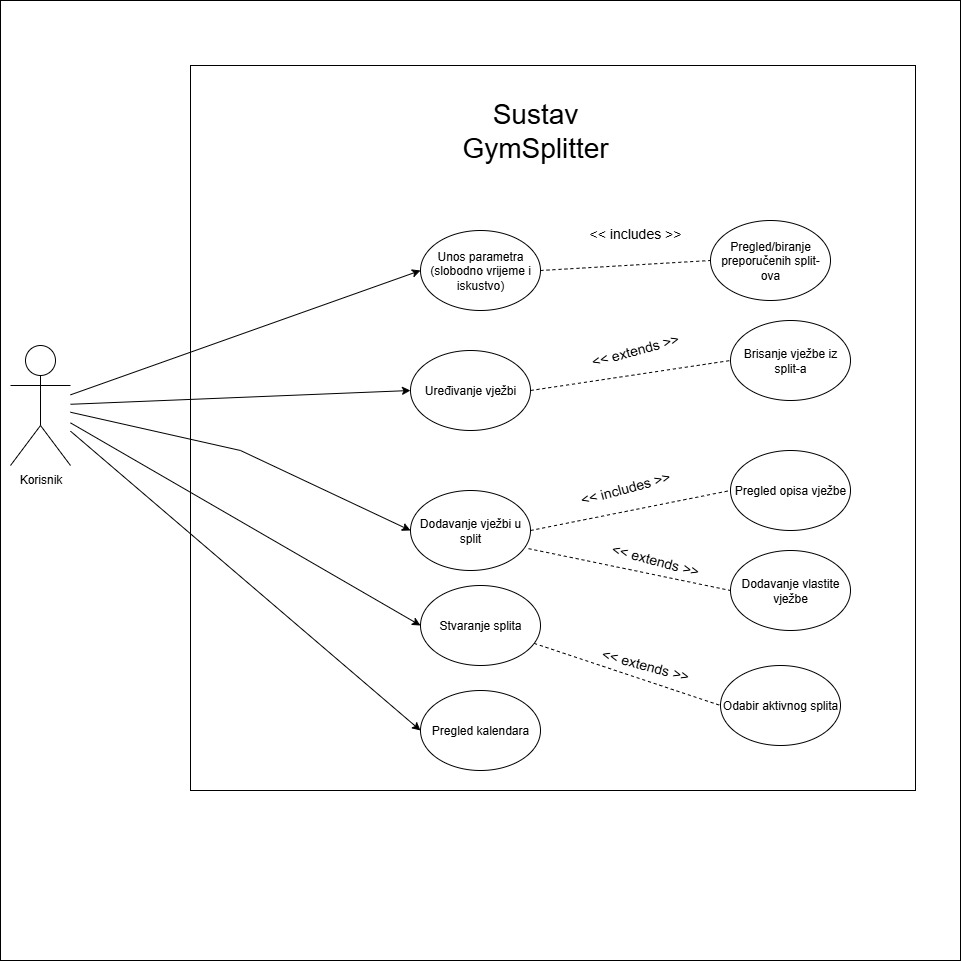 Sustav
GymSplitter
<< includes >>
Unos parametra
(slobodno vrijeme i
iskustvo)
Pregled/biranje
preporučenih split-
ova
<< extends >>
Uređivanje vježbi
Brisanje vježbe iz
split-a
Korisnik
<< includes >>
Dodavanje vježbi u
split
Pregled opisa vježbe
<< extends >>
Dodavanje vlastite
vježbe
Stvaranje splita
<< extends >>
Odabir aktivnog splita
Pregled kalendara